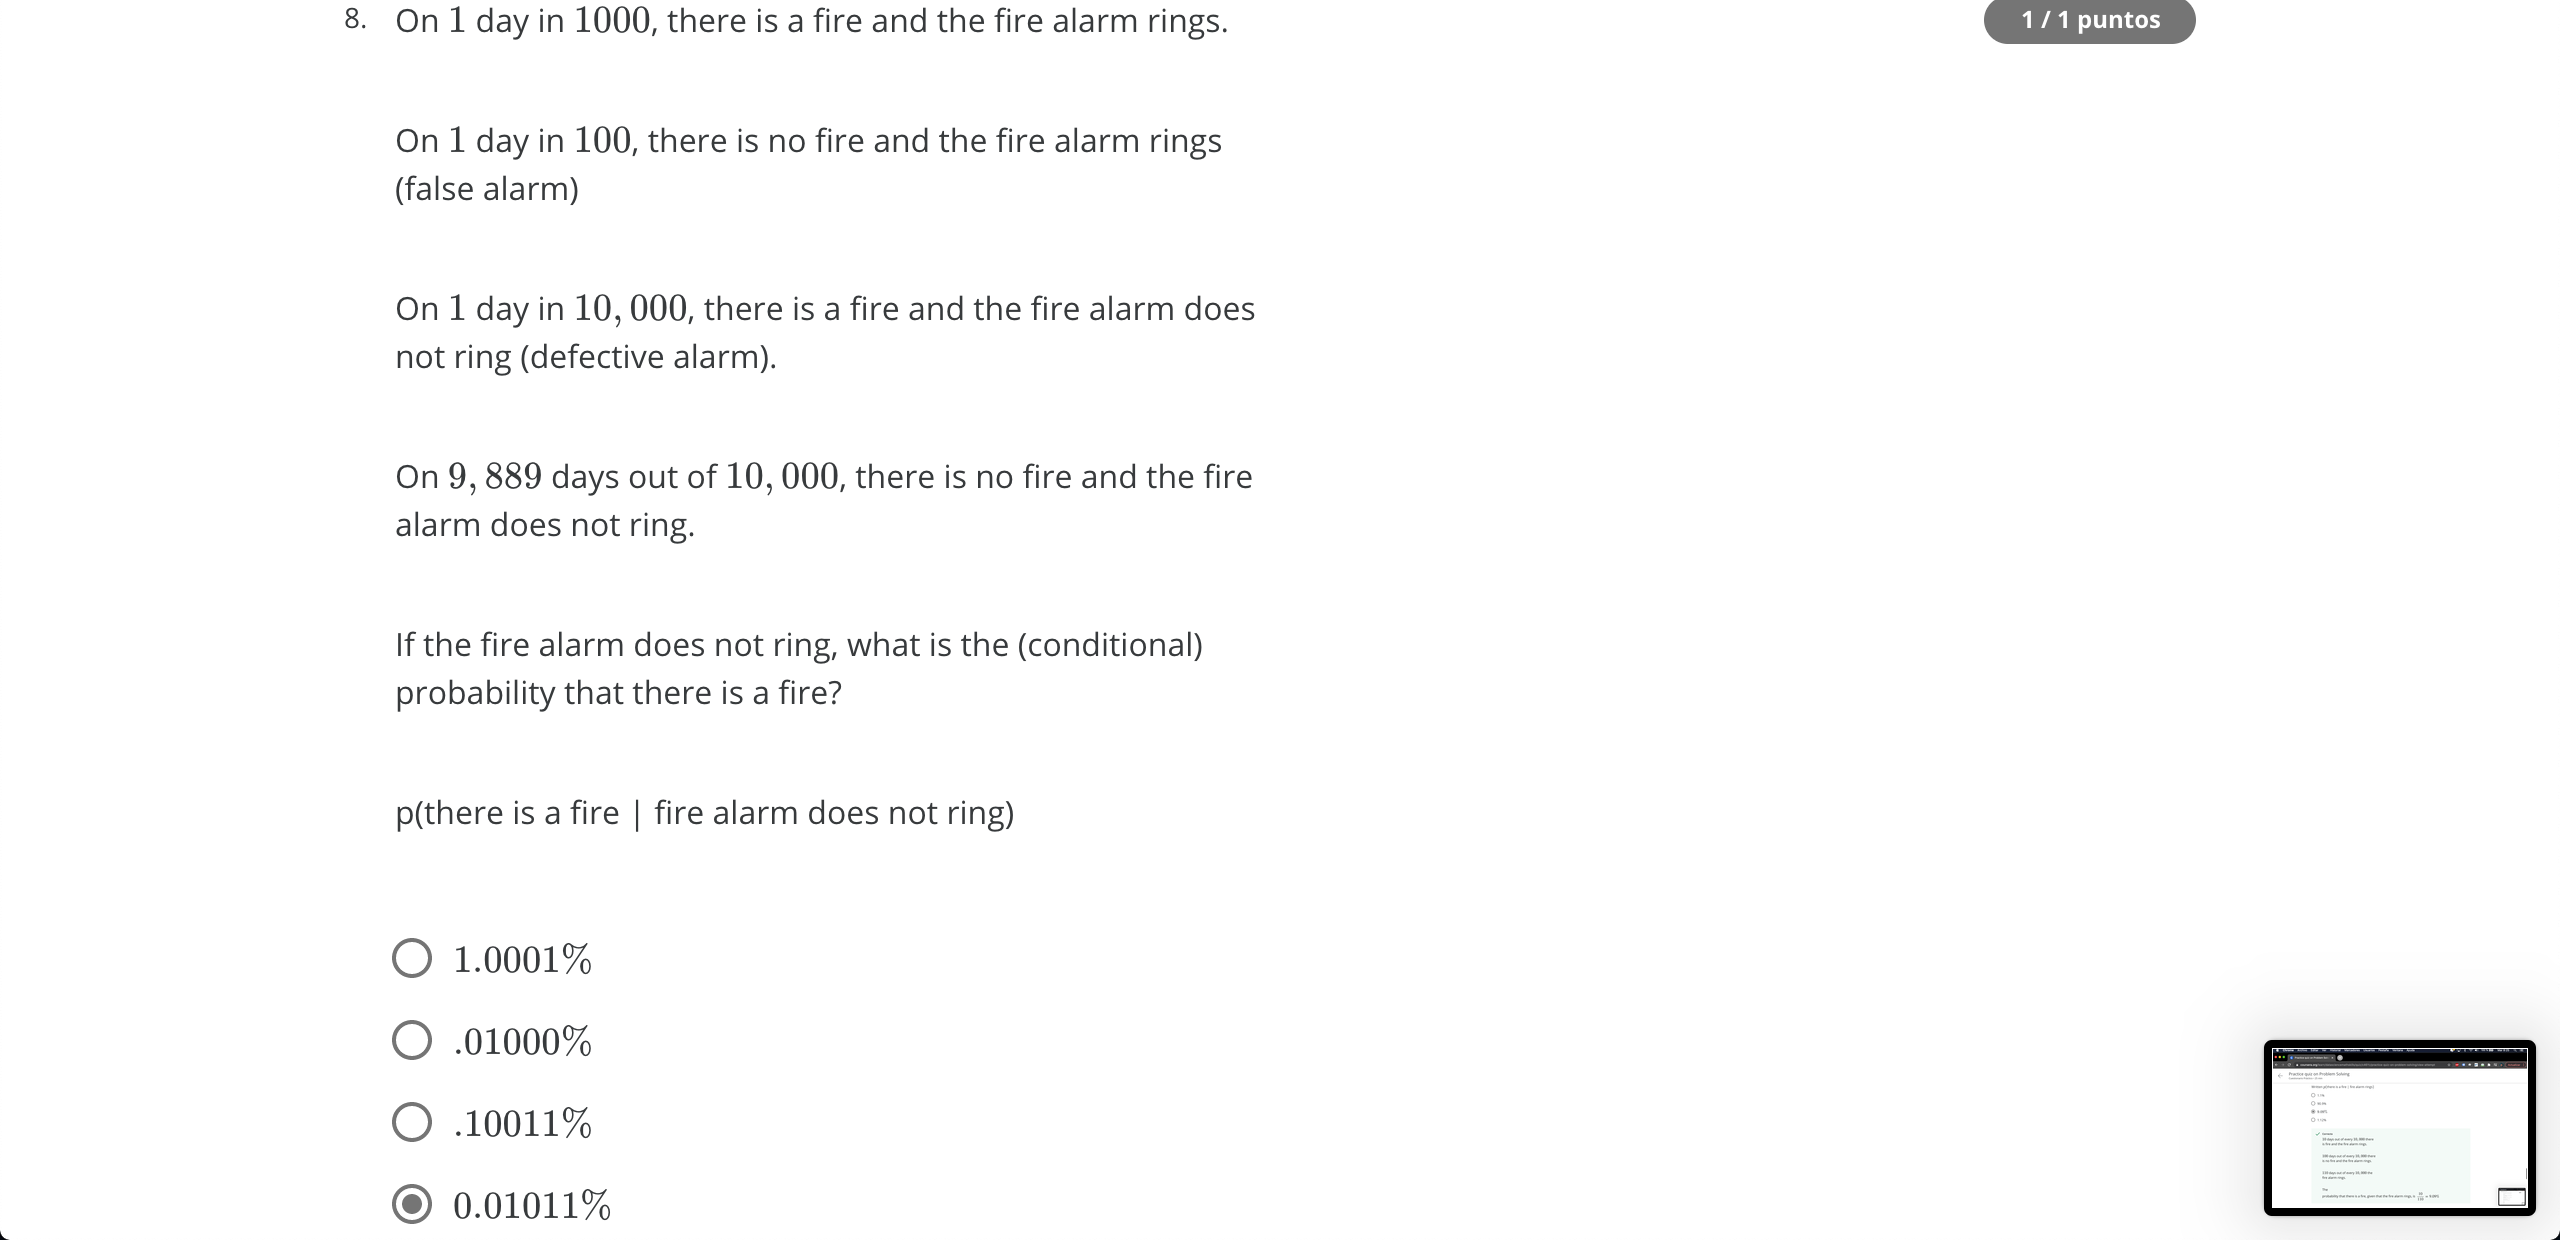 8. On 1 day in 1000, there is a fire and the fire alarm rings.
1 / 1 puntos
On 1 day in 100, there is no fire and the fire alarm rings
(false alarm)
On 1 day in 10, 000, there is a fire and the fire alarm does
not ring (defective alarm).
On 9, 889 days out of 10, 000, there is no fire and the fire
alarm does not ring.
If the fire alarm does not ring, what is the (conditional)
probability that there is a fire?
p(there is a fire | fire alarm does not ring)
1.0001%
.01000%
.10011%
0.01011%
Practice quiz on Problem Solving